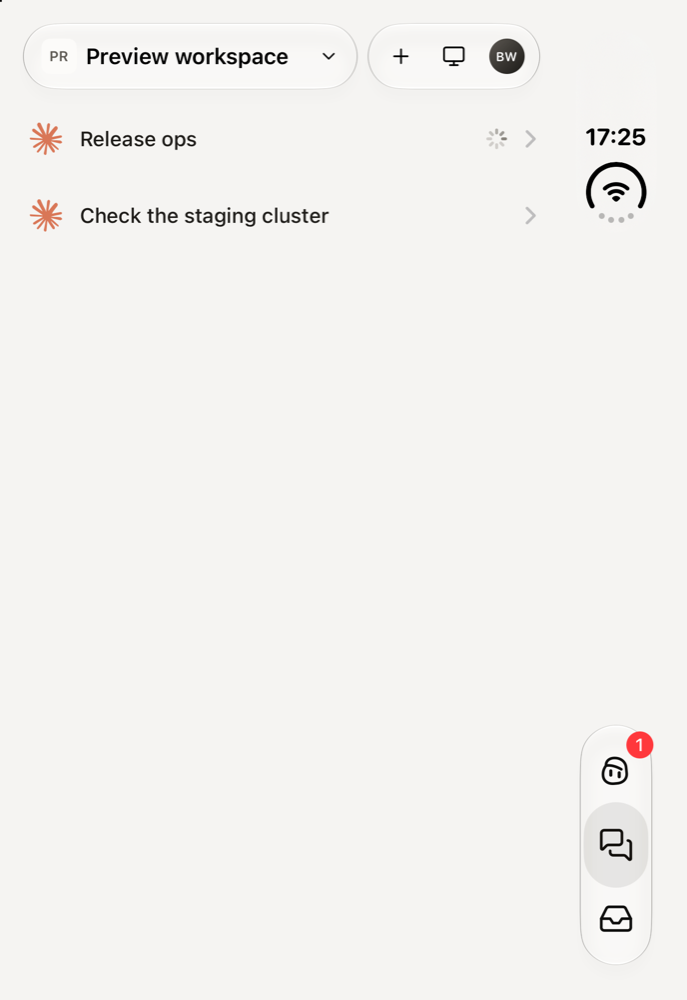 PR Preview workspace BW
Release ops
17:25
Check the staging cluster
1